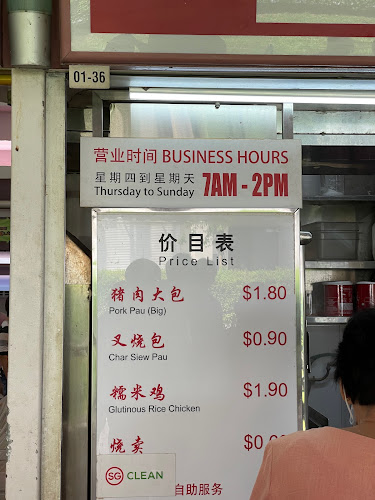 01-36
营业时间 BUSINESS HOURS
星期四到星期天
Thursday to Sunday
7AM - 2PM
价目表
Price List
猪肉大包 $1.80
Pork Pau (Big)
叉烧包 $0.90
Char Siew Pau
糯米鸡 $1.90
Glutinous Rice Chicken
烧卖
SG CLEAN
自助服务